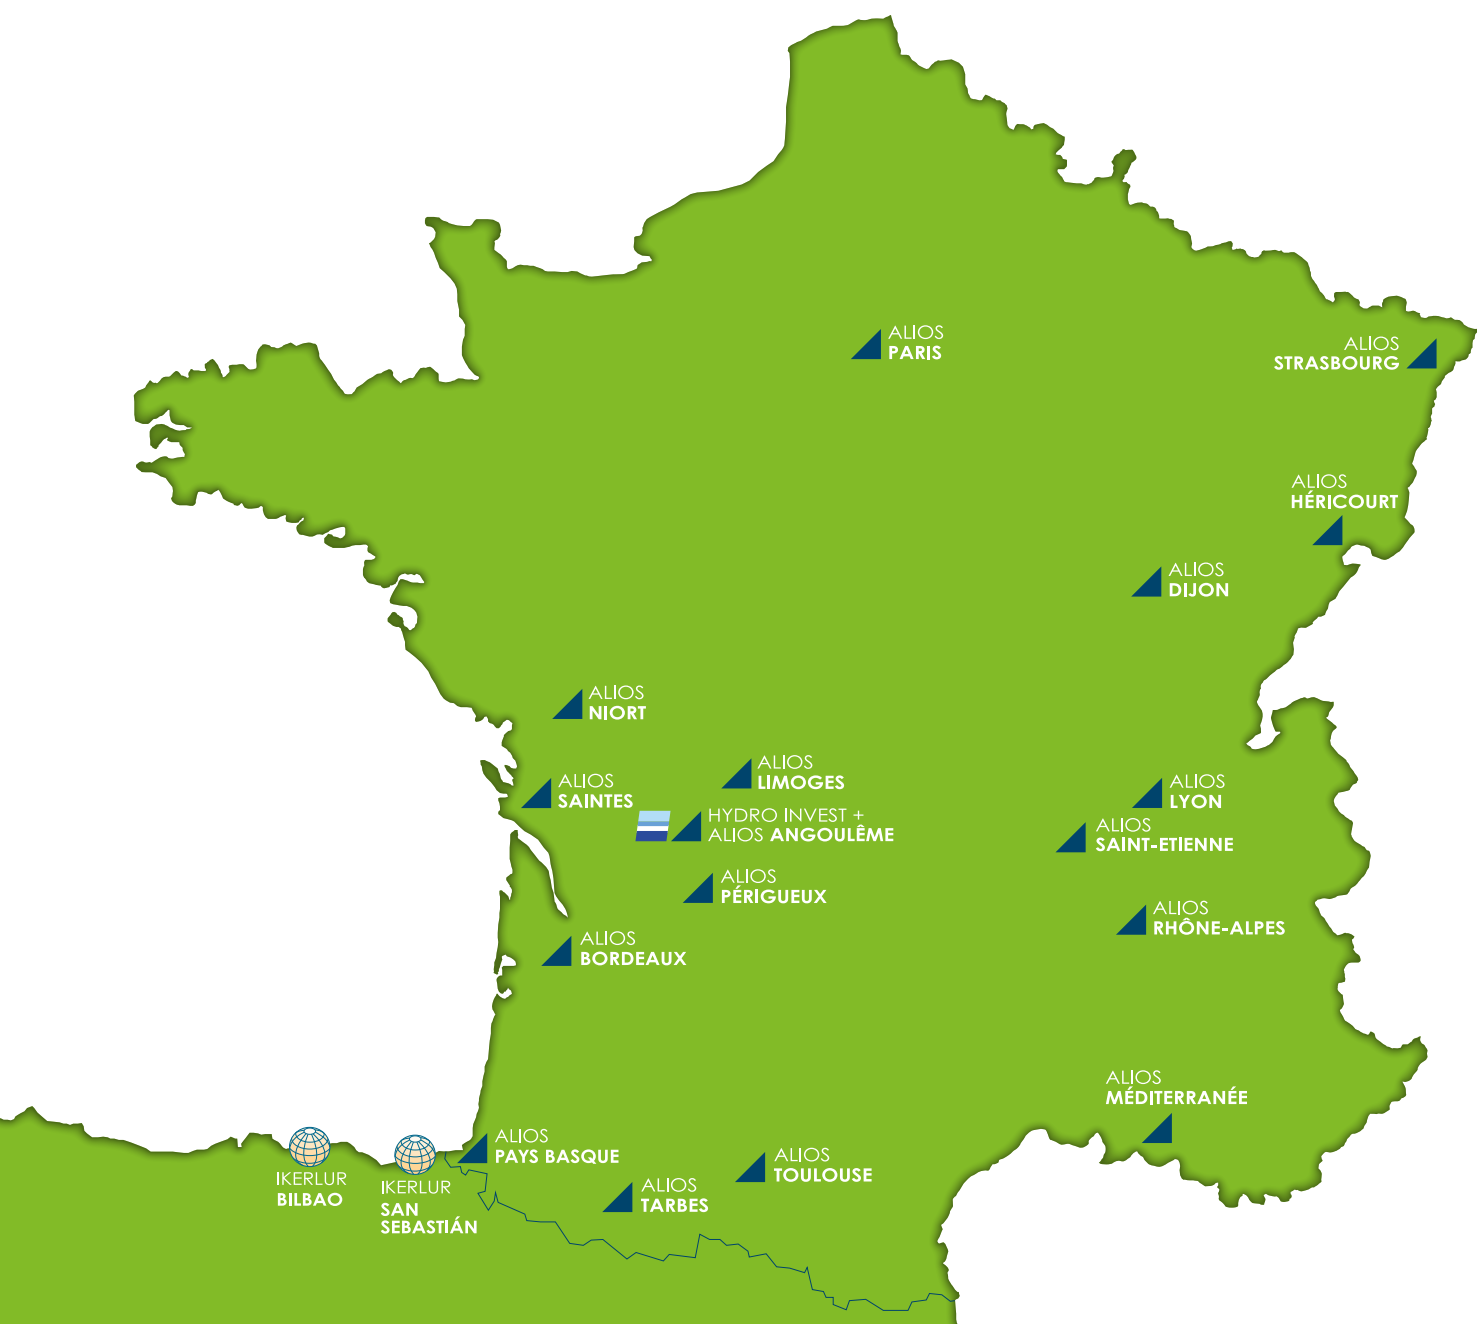 ALIOS
PARIS
ALIOS
STRASBOURG
ALIOS
HÉRICOURT
ALIOS
DIJON
ALIOS
NIORT
ALIOS
LIMOGES
ALIOS
SAINTES
ALIOS
LYON
HYDRO INVEST +
ALIOS ANGOULÊME
ALIOS
SAINT-ETIENNE
ALIOS
PÉRIGUEUX
ALIOS
RHÔNE-ALPES
ALIOS
BORDEAUX
ALIOS
MÉDITERRANÉE
ALIOS
PAYS BASQUE
ALIOS
TOULOUSE
IKERLUR
BILBAO
IKERLUR
SAN
SEBASTIÁN
ALIOS
TARBES